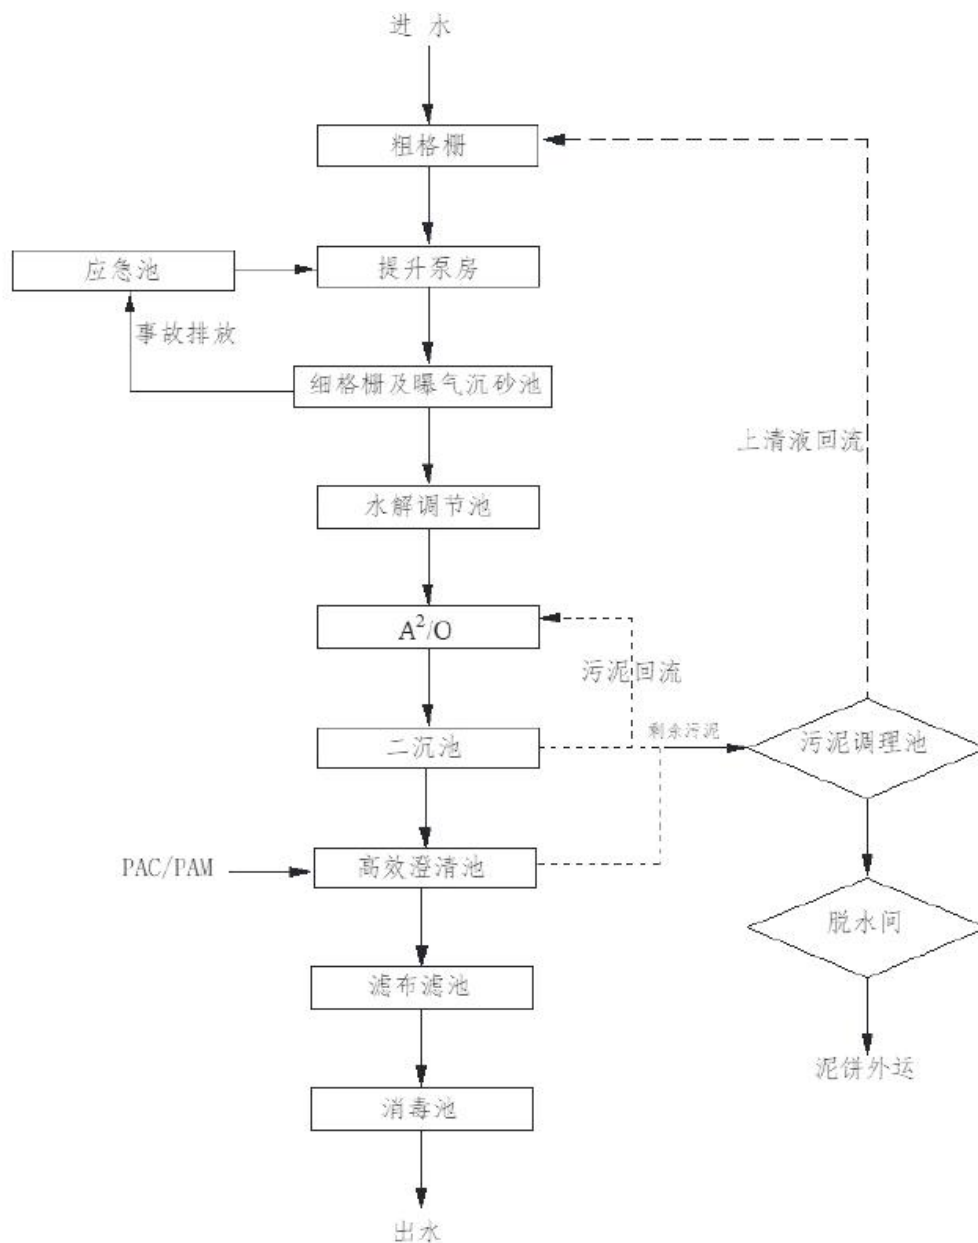 进 水
粗格栅
应急池
提升泵房
事故排放
细格栅及曝气沉砂池
上清液回流
水解调节池
A²/O
污泥回流
二沉池
剩余污泥
污泥调理池
PAC/PAM
高效澄清池
脱水间
滤布滤池
泥饼外运
消毒池
出水